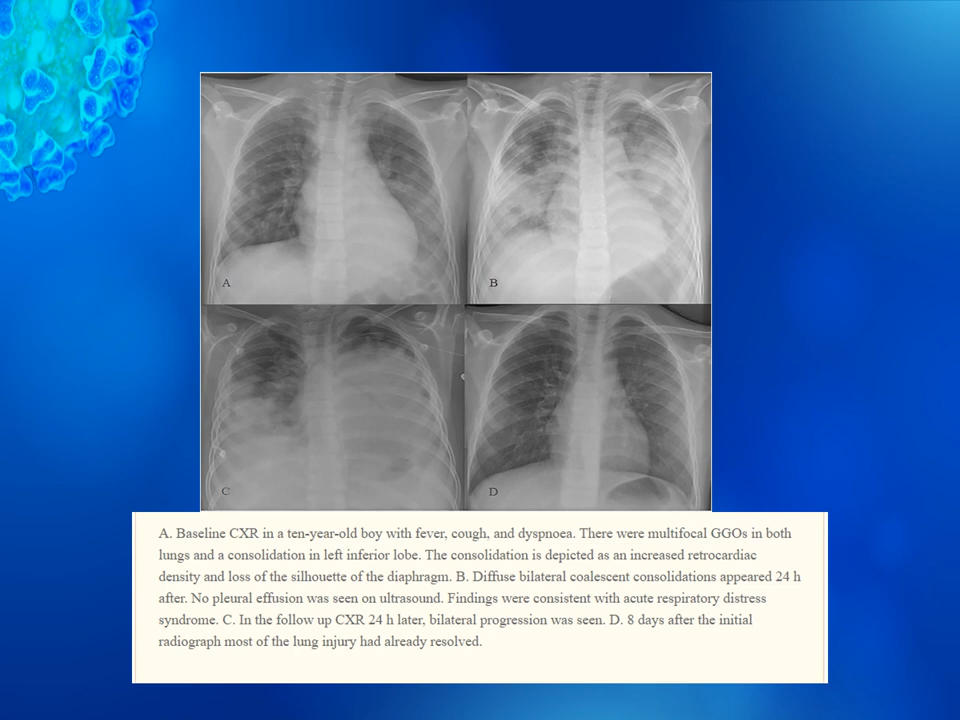 A
B
C
D
A. Baseline CXR in a ten-year-old boy with fever, cough, and dyspnoea. There were multifocal GGOs in both
lungs and a consolidation in left inferior lobe. The consolidation is depicted as an increased retrocardiac
density and loss of the silhouette of the diaphragm. B. Diffuse bilateral coalescent consolidations appeared 24 h
after. No pleural effusion was seen on ultrasound. Findings were consistent with acute respiratory distress
syndrome. C. In the follow up CXR 24 h later, bilateral progression was seen. D. 8 days after the initial
radiograph most of the lung injury had already resolved.